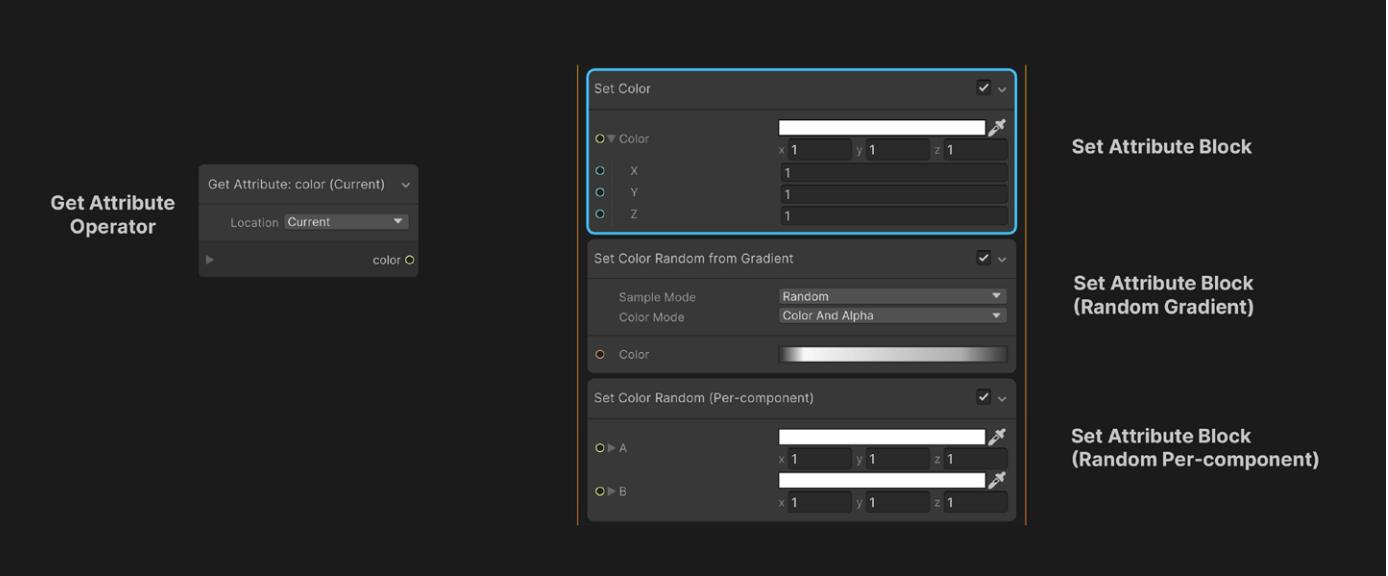 Get Attribute
Operator
Get Attribute: color (Current)
Location Current
color
Set Color
Color
x 1 y 1 z 1
X 1
Y 1
Z 1
Set Color Random from Gradient
Sample Mode Random
Color Mode Color And Alpha
Color
Set Color Random (Per-component)
A
x 1 y 1 z 1
B
x 1 y 1 z 1
Set Attribute Block
Set Attribute Block
(Random Gradient)
Set Attribute Block
(Random Per-component)